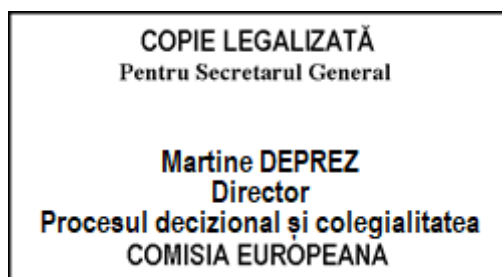 COPIE LEGALIZATĂ
Pentru Secretarul General
Martine DEPREZ
Director
Procesul decizional și colegialitatea
COMISIA EUROPEANA